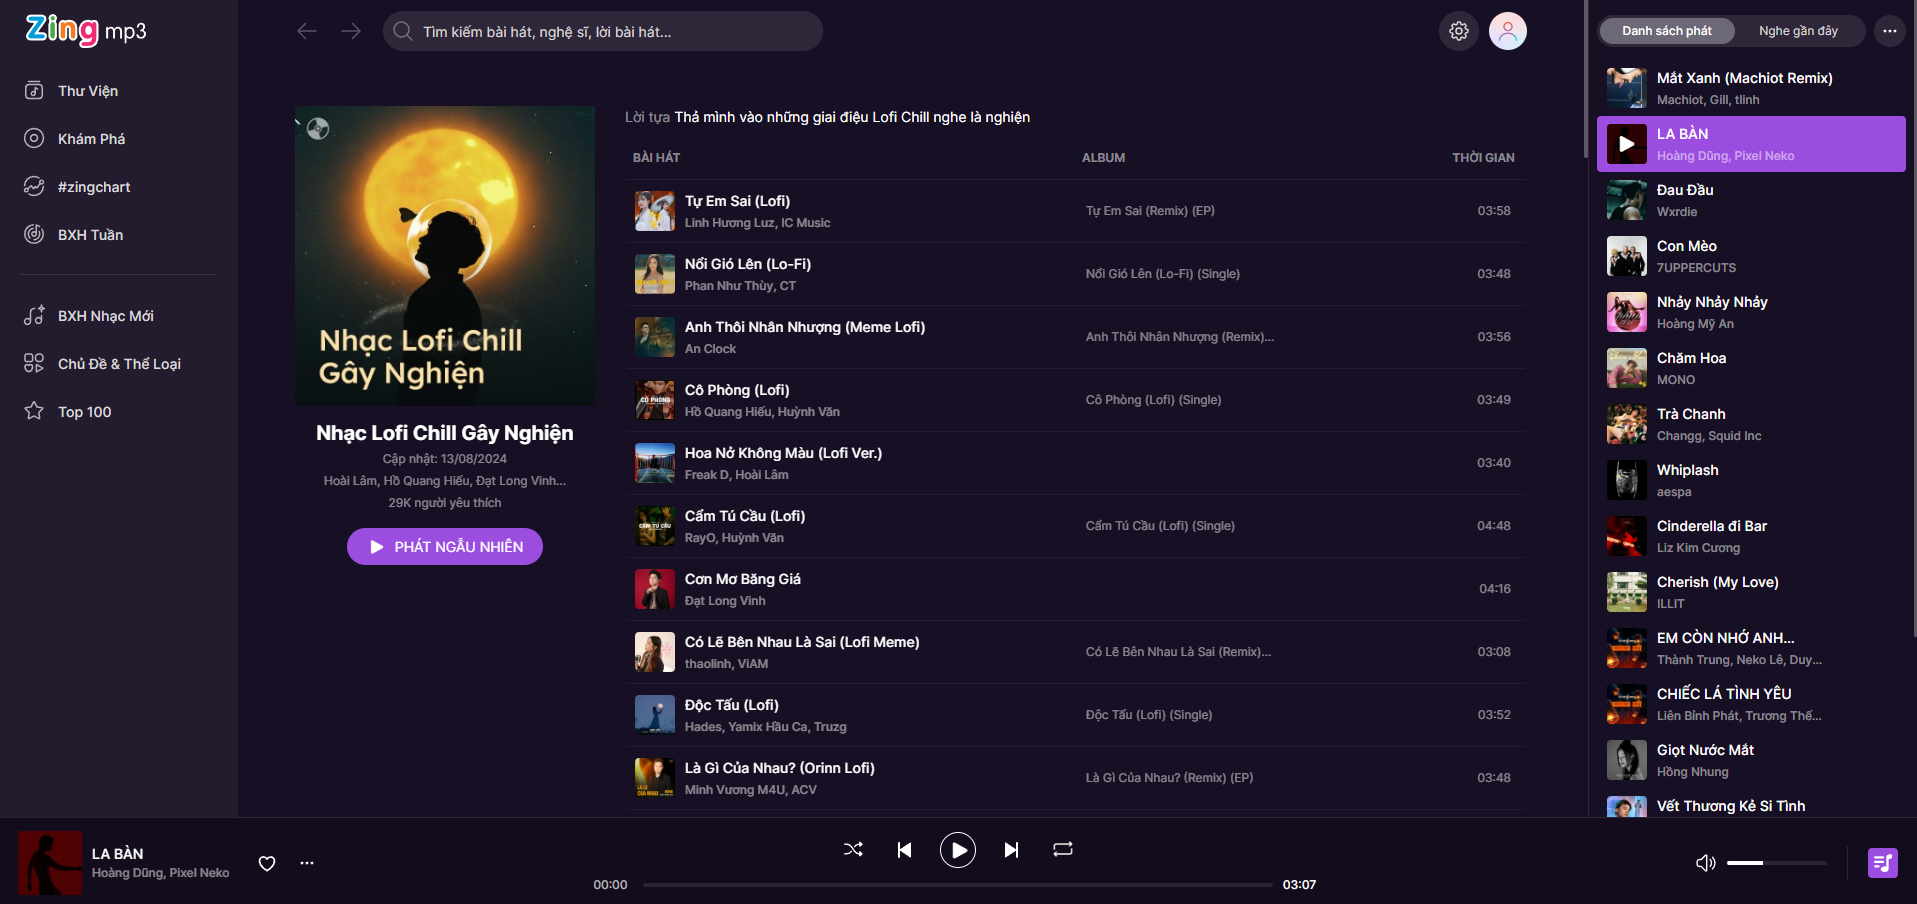 Zing mp3
Thư Viện
Khám Phá
#zingchart
BXH Tuần
BXH Nhạc Mới
Chủ Đề & Thể Loại
Top 100
Tìm kiếm bài hát, nghệ sĩ, lời bài hát...
Nhạc Lofi Chill
Gây Nghiện
Nhạc Lofi Chill Gây Nghiện
Cập nhật: 13/08/2024
Hoài Lâm, Hồ Quang Hiếu, Đạt Long Vinh...
29K người yêu thích
PHÁT NGẪU NHIÊN
Lời tựa Thả mình vào những giai điệu Lofi Chill nghe là nghiện
BÀI HÁT ALBUM THỜI GIAN
Tự Em Sai (Lofi)
Linh Hương Luz, IC Music
Tự Em Sai (Remix) (EP)
03:58
Nổi Gió Lên (Lo-Fi)
Phan Như Thùy, CT
Nổi Gió Lên (Lo-Fi) (Single)
03:48
Anh Thôi Nhân Nhượng (Meme Lofi)
An Clock
Anh Thôi Nhân Nhượng (Remix)...
03:56
CÔ PHÒNG
Cô Phòng (Lofi)
Hồ Quang Hiếu, Huỳnh Văn
Cô Phòng (Lofi) (Single)
03:49
Hoa Nở Không Màu (Lofi Ver.)
Freak D, Hoài Lâm
03:40
CẨM TÚ CẦU
Cẩm Tú Cầu (Lofi)
RayO, Huỳnh Văn
Cẩm Tú Cầu (Lofi) (Single)
04:48
Cơn Mơ Băng Giá
Đạt Long Vinh
04:16
Có Lẽ Bên Nhau Là Sai (Lofi Meme)
thaolinh, ViAM
Có Lẽ Bên Nhau Là Sai (Remix)...
03:08
Độc Tấu (Lofi)
Hades, Yamix Hầu Ca, Truzg
Độc Tấu (Lofi) (Single)
03:52
LÀ GÌ
CỦA NHAU
Là Gì Của Nhau? (Orinn Lofi)
Minh Vương M4U, ACV
Là Gì Của Nhau? (Remix) (EP)
03:48
Danh sách phát
Nghe gần đây
Mắt Xanh (Machiot Remix)
Machiot, Gill, tlinh
LA BÀN
Hoàng Dũng, Pixel Neko
Đau Đầu
Wxrdie
Con Mèo
7UPPERCUTS
Nhảy Nhảy Nhảy
Hoàng Mỹ An
Chăm Hoa
MONO
Trà Chanh
Changg, Squid Inc
Whiplash
aespa
Cinderella đi Bar
Liz Kim Cương
Cherish (My Love)
ILLIT
EM CÒN NHỚ ANH...
Thành Trung, Neko Lê, Duy...
CHIẾC LÁ TÌNH YÊU
Liên Bỉnh Phát, Trương Thế...
Giọt Nước Mắt
Hồng Nhung
Vết Thương Kẻ Si Tình
LA BÀN
Hoàng Dũng, Pixel Neko
00:00
03:07